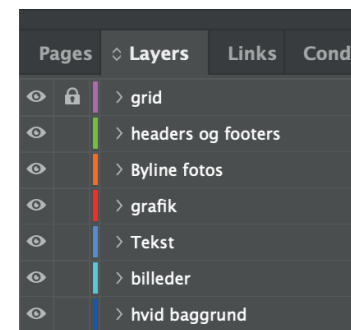 Pages Layers Links Cond
grid
headers og footers
Byline fotos
grafik
Tekst
billeder
hvid baggrund